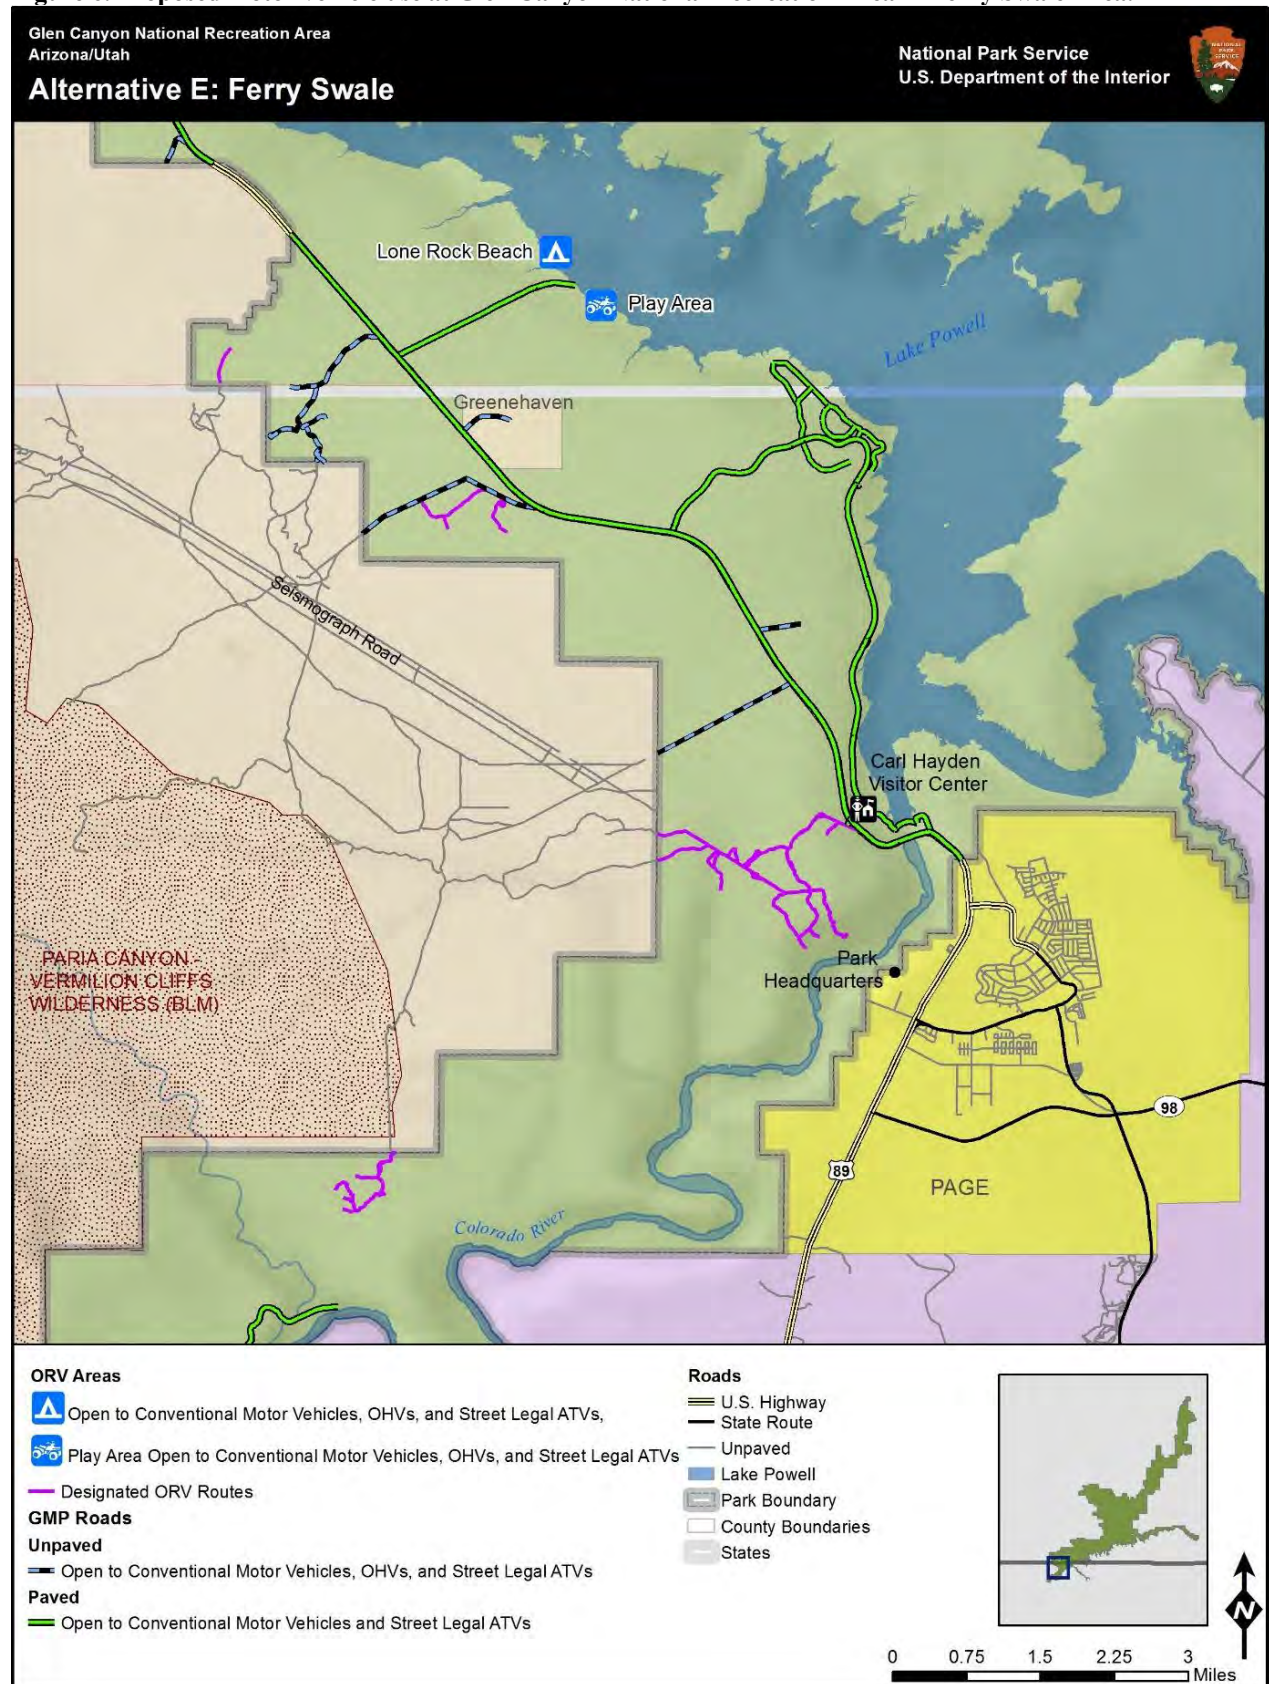 Glen Canyon National Recreation Area
Arizona/Utah
Alternative E: Ferry Swale
National Park Service
U.S. Department of the Interior
NATIONAL
PARK
SERVICE
Lone Rock Beach
Play Area
Lake Powell
Greenehaven
Seismograph Road
Carl Hayden
Visitor Center
PARIA CANYON -
VERMILION CLIFFS
WILDERNESS (BLM)
Park
Headquarters
98
89
PAGE
Colorado River
ORV Areas
Open to Conventional Motor Vehicles, OHVs, and Street Legal ATVs,
Play Area Open to Conventional Motor Vehicles, OHVs, and Street Legal ATVs
Designated ORV Routes
GMP Roads
Unpaved
Open to Conventional Motor Vehicles, OHVs, and Street Legal ATVs
Paved
Open to Conventional Motor Vehicles and Street Legal ATVs
Roads
U.S. Highway
State Route
Unpaved
Lake Powell
Park Boundary
County Boundaries
States
N
0 0.75 1.5 2.25 3
Miles